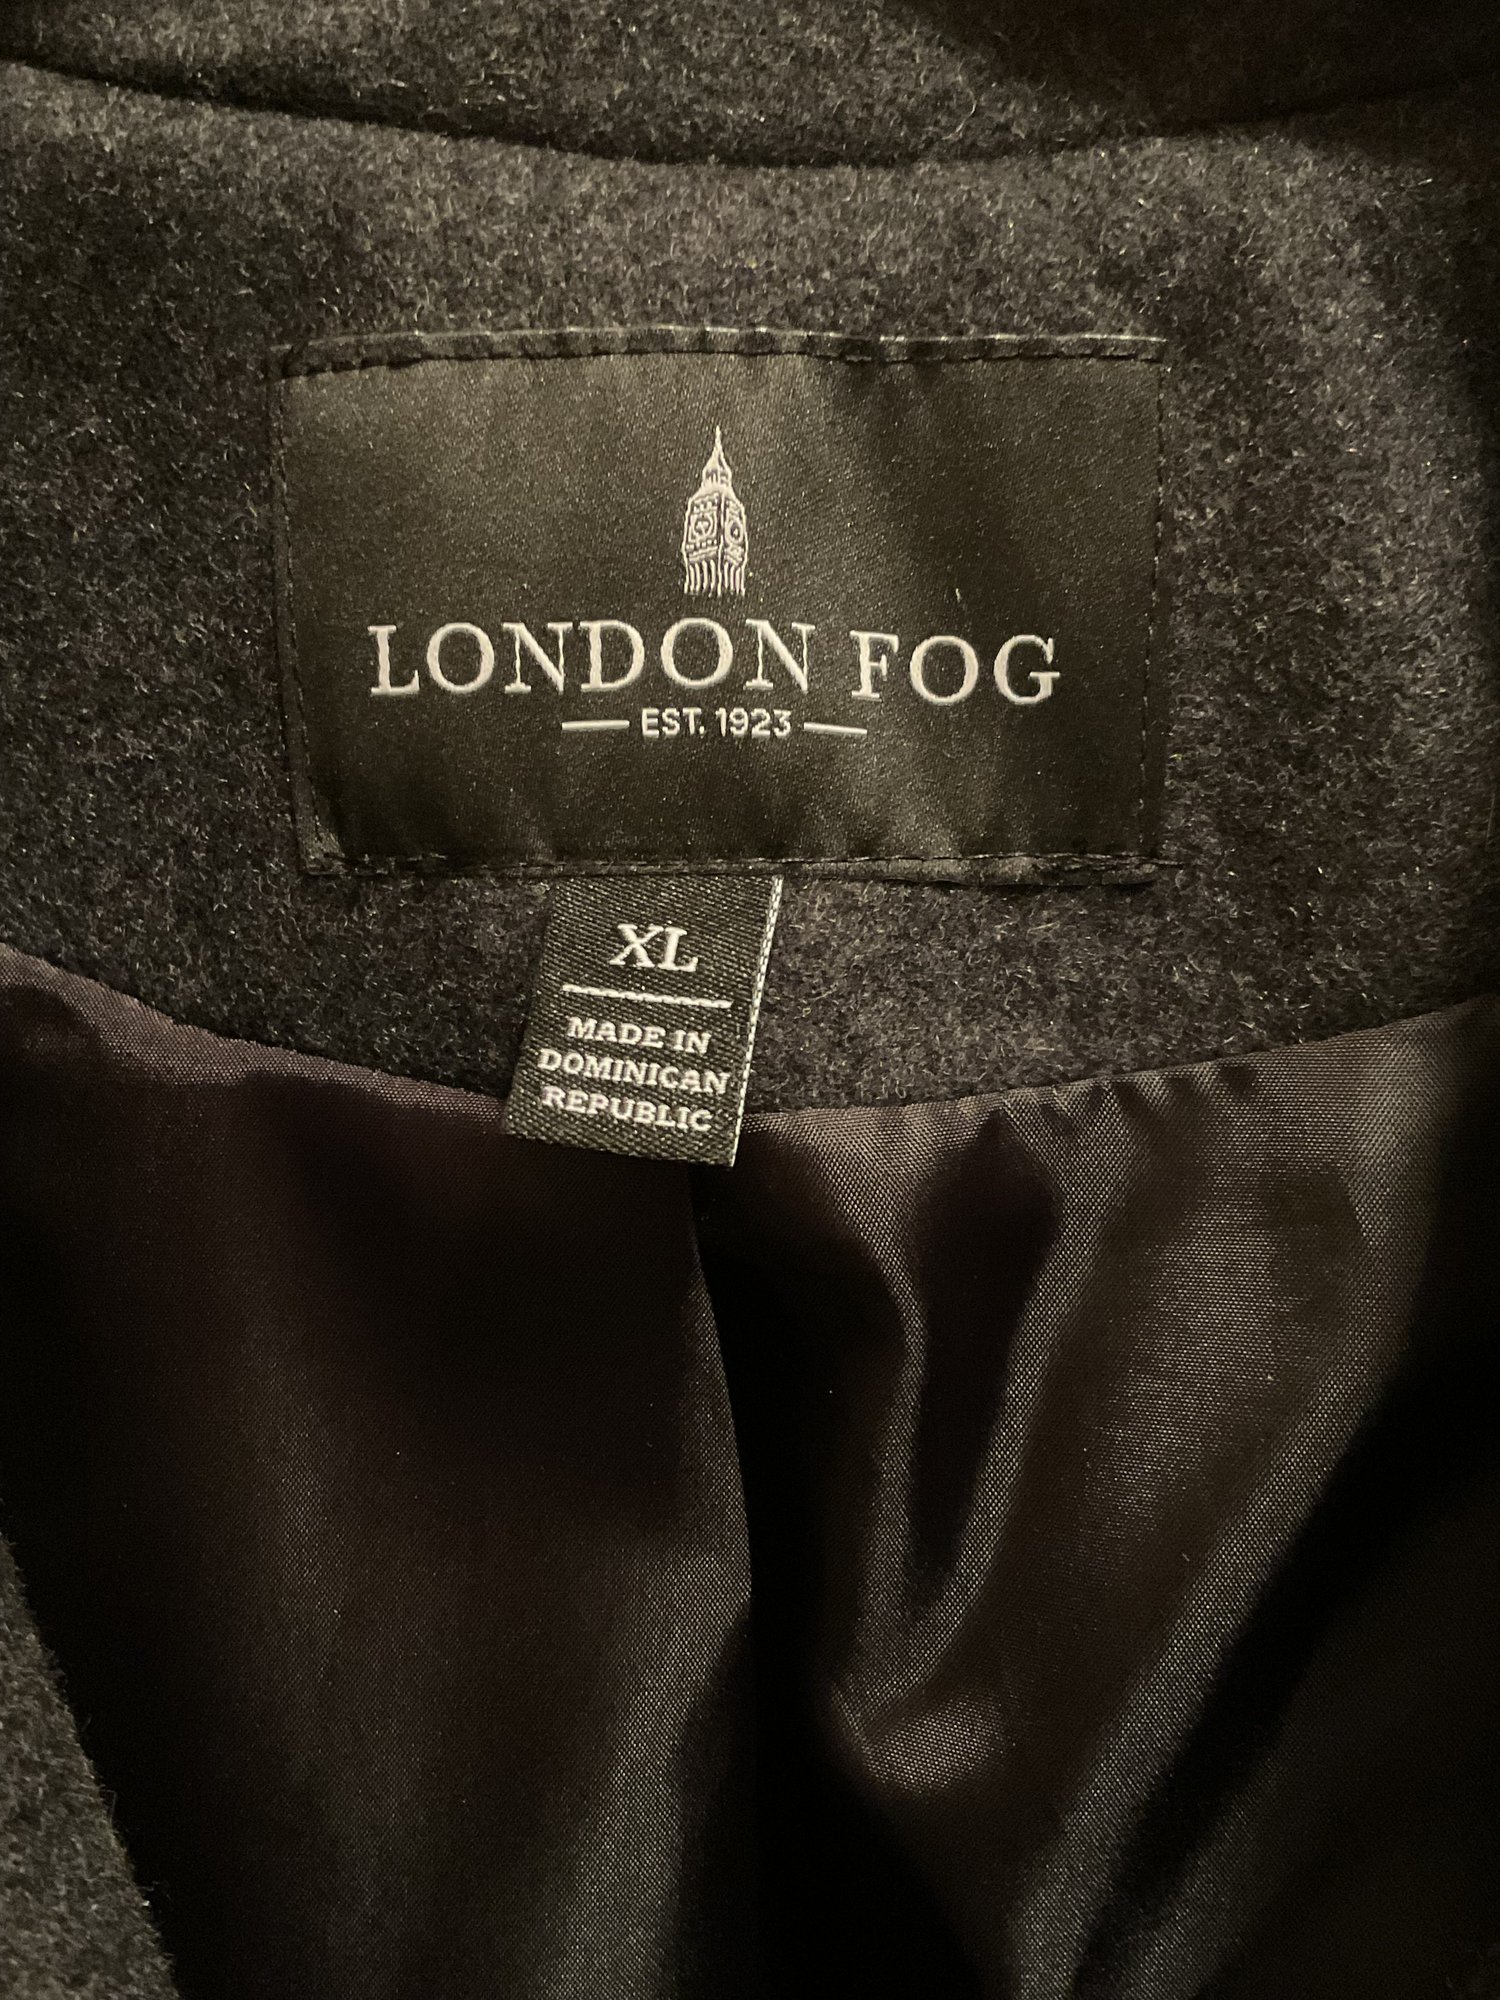 LONDON FOG
EST. 1923
XL
MADE IN
DOMINICAN
REPUBLIC